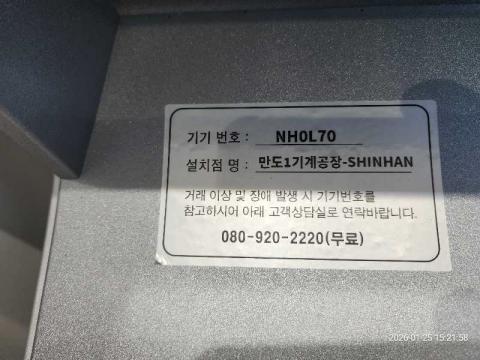 기기 번호 : NH0L70
설치점 명 : 만도1기계공장-SHINHAN
거래 이상 및 장애 발생 시 기기번호를
참고하시어 아래 고객상담실로 연락바랍니다.
080-920-2220(무료)
2026-01-25 15:21:58